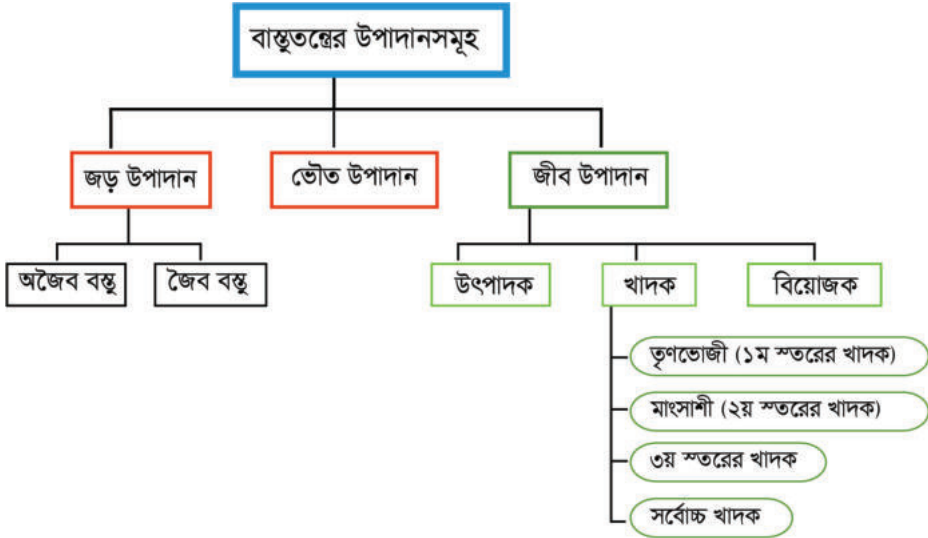 বাস্তুতন্ত্রের উপাদানসমূহ
জড় উপাদান
ভৌত উপাদান
জীব উপাদান
অজৈব বস্তু
জৈব বস্তু
উৎপাদক
খাদক
বিয়োজক
তৃণভোজী (১ম স্তরের খাদক)
মাংসাশী (২য় স্তরের খাদক)
৩য় স্তরের খাদক
সর্বোচ্চ খাদক